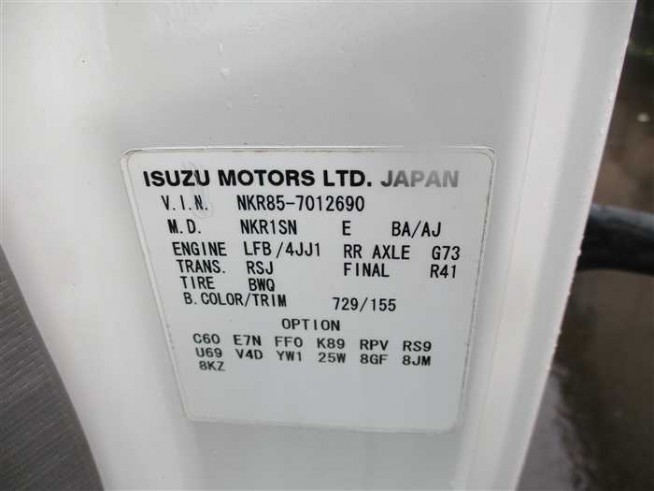 ISUZU MOTORS LTD. JAPAN
V.I.N. NKR85-7012690
M.D. NKR1SN E BA/AJ
ENGINE LFB/4JJ1 RR AXLE G73
TRANS. RSJ FINAL R41
TIRE BWQ
B.COLOR/TRIM 729/155
OPTION
C60 E7N FFO K89 RPV RS9
U69 V4D YW1 25W 8GF 8JM
8KZ